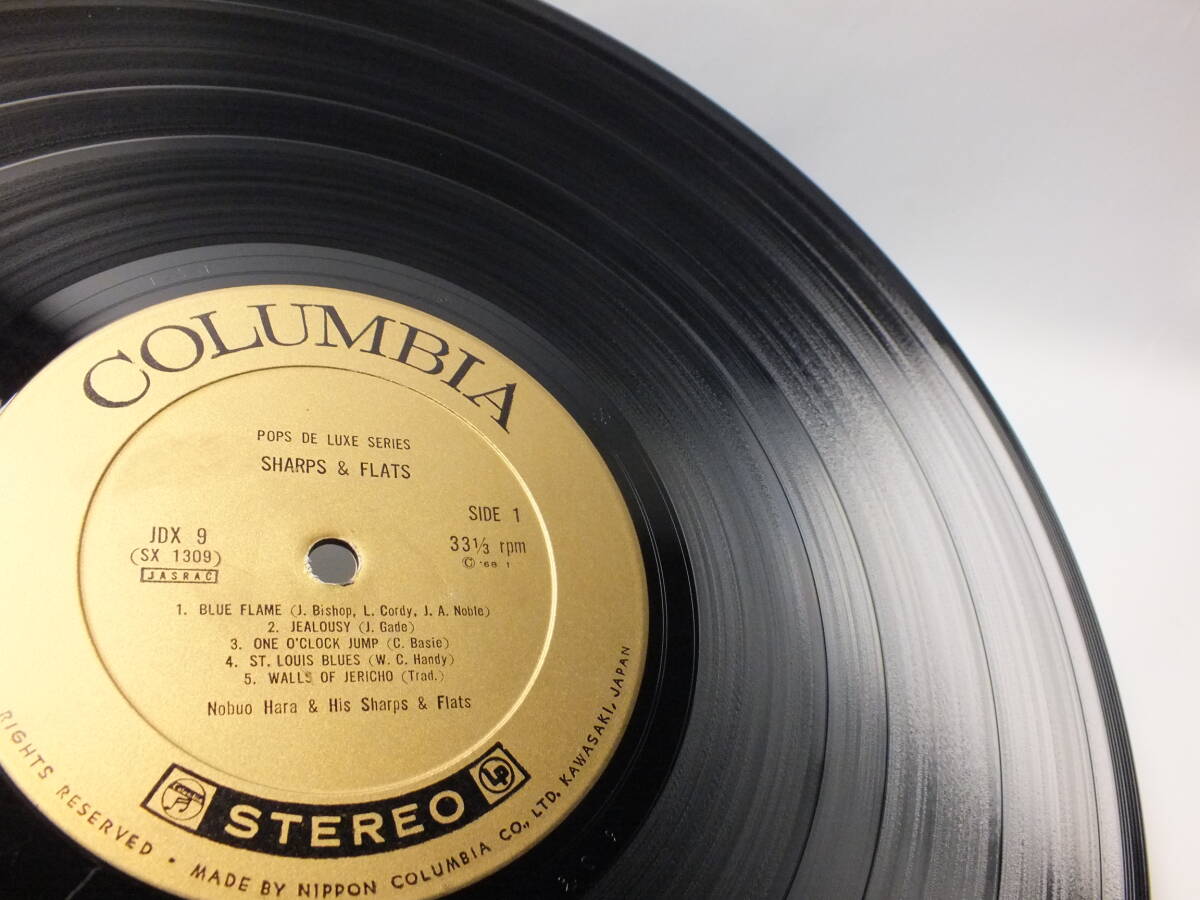 COLUMBIA
POPS DE LUXE SERIES
SHARPS & FLATS
SIDE 1
JDX 9
33 1/3 rpm
(SX 1309)
Ⓒ '68. 1
JASRAC
1. BLUE FLAME (J. Bishop, L. Cordy, J. A. Noble)
2. JEALOUSY (J. Gade)
3. ONE O'CLOCK JUMP (C. Basie)
4. ST. LOUIS BLUES (W. C. Handy)
5. WALLS OF JERICHO (Trad.)
Nobuo Hara & His Sharps & Flats
STEREO
LP
RIGHTS RESERVED • MADE BY NIPPON COLUMBIA CO., LTD. KAWASAKI, JAPAN